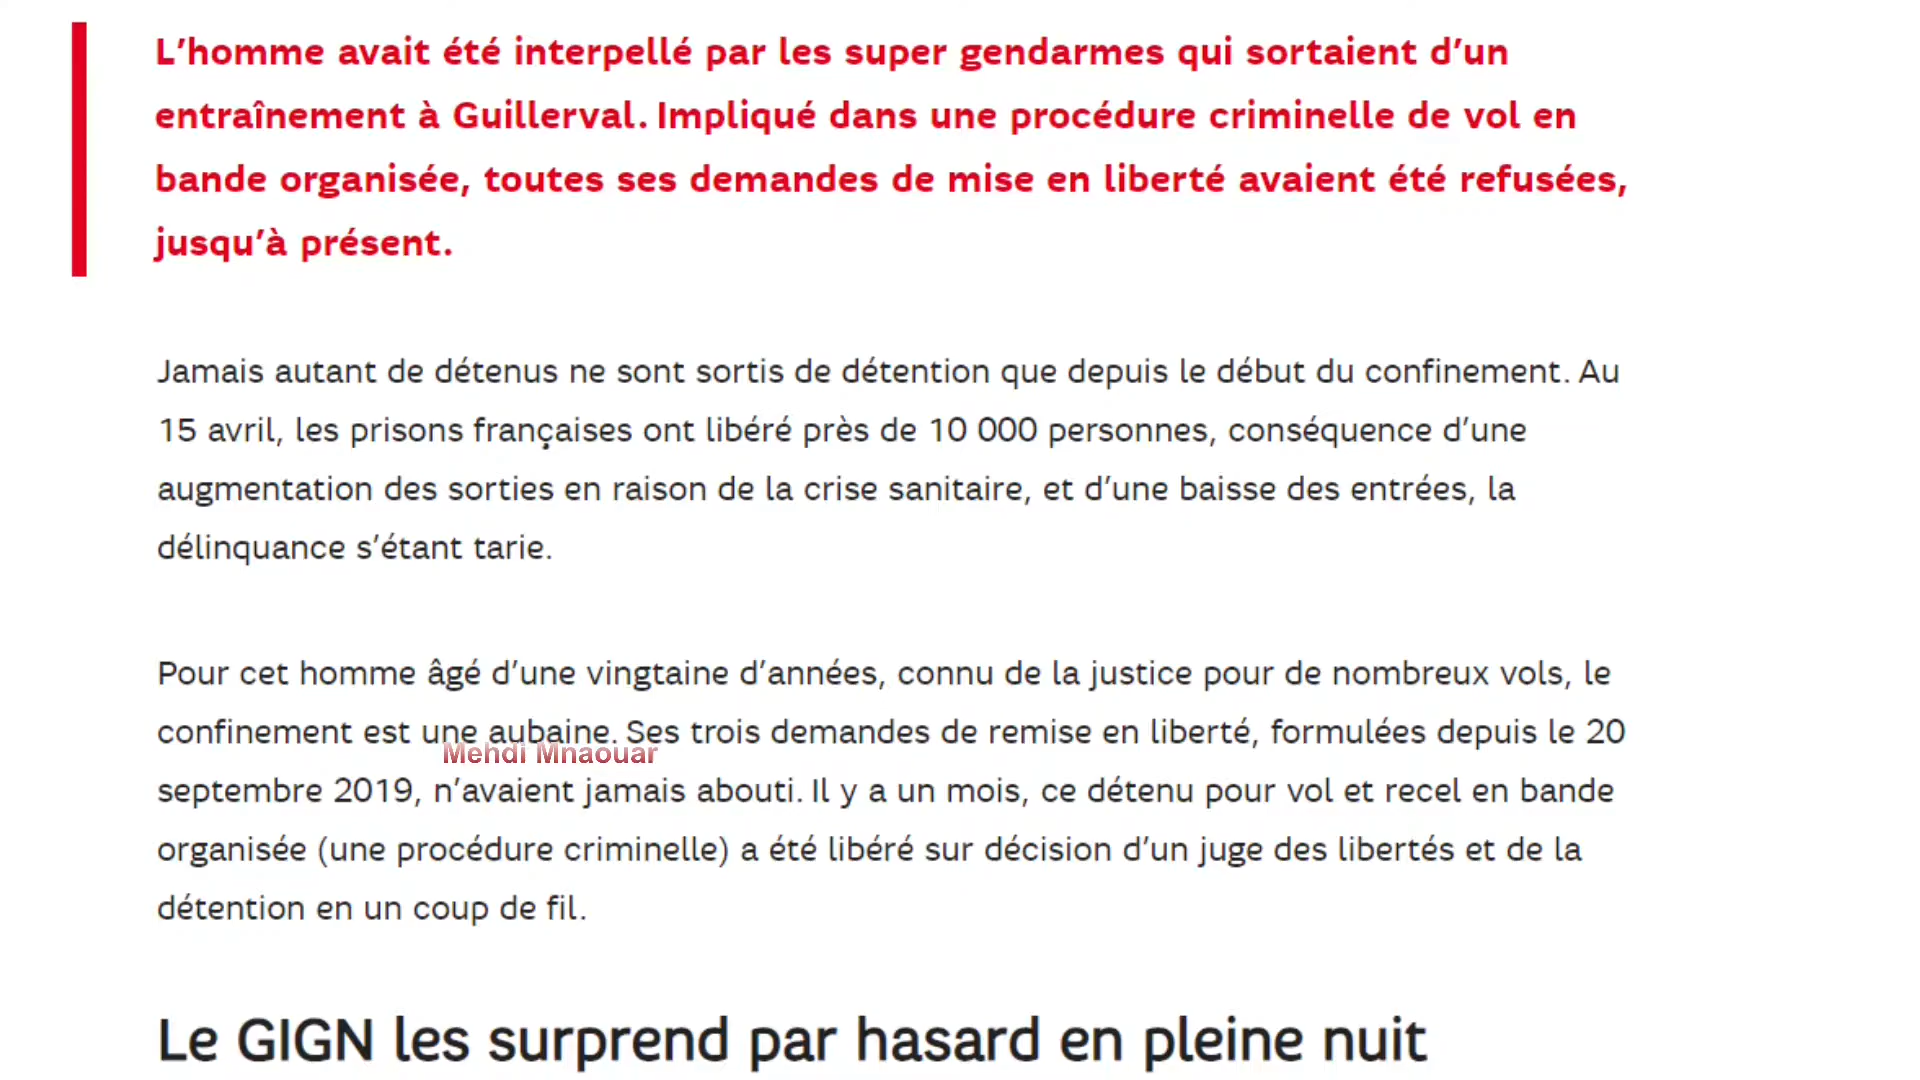 L’homme avait été interpellé par les super gendarmes qui sortaient d’un
entraînement à Guillerval. Impliqué dans une procédure criminelle de vol en
bande organisée, toutes ses demandes de mise en liberté avaient été refusées,
jusqu’à présent.
Jamais autant de détenus ne sont sortis de détention que depuis le début du confinement. Au
15 avril, les prisons françaises ont libéré près de 10 000 personnes, conséquence d’une
augmentation des sorties en raison de la crise sanitaire, et d’une baisse des entrées, la
délinquance s’étant tarie.
Pour cet homme âgé d’une vingtaine d’années, connu de la justice pour de nombreux vols, le
confinement est une aubaine. Ses trois demandes de remise en liberté, formulées depuis le 20
Mehdi Mnaouar
septembre 2019, n’avaient jamais abouti. Il y a un mois, ce détenu pour vol et recel en bande
organisée (une procédure criminelle) a été libéré sur décision d’un juge des libertés et de la
détention en un coup de fil.
Le GIGN les surprend par hasard en pleine nuit